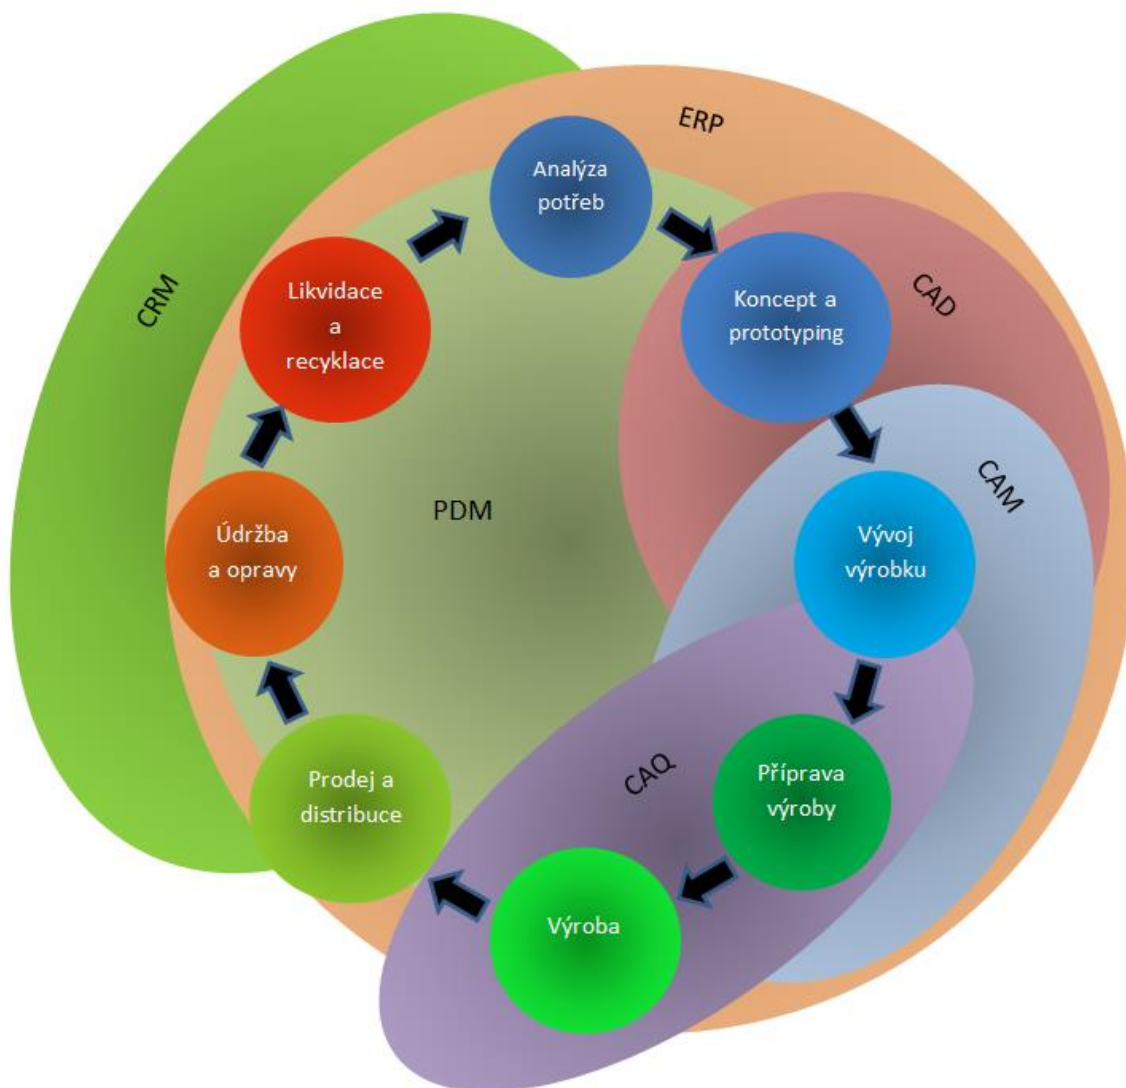 ERP
Analýza
potřeb
CRM
Likvidace
a
recyklace
Koncept a
prototyping
CAD
CAM
PDM
Údržba
a opravy
Vývoj
výrobku
CAQ
Prodej a
distribuce
Příprava
výroby
Výroba